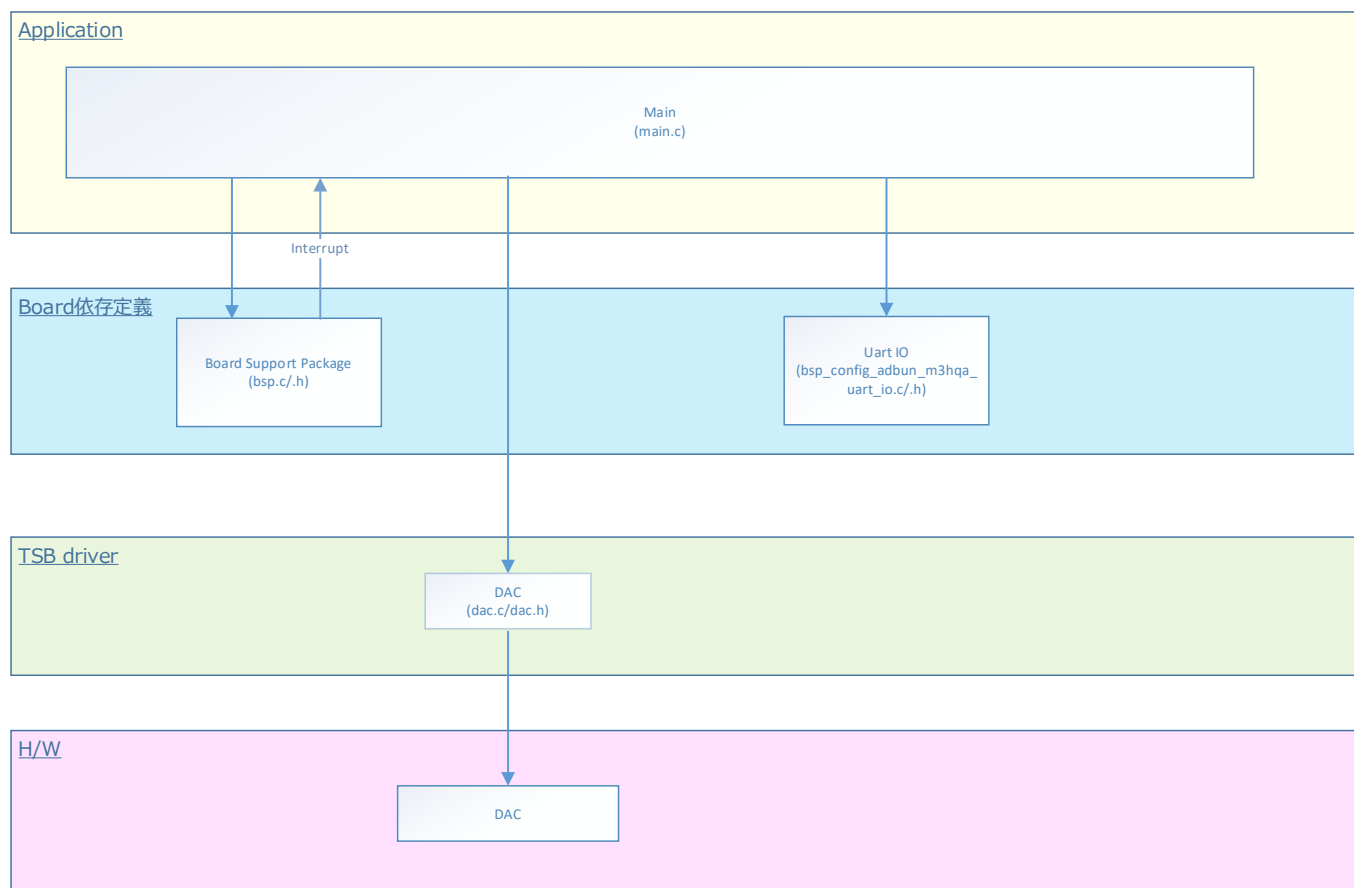 Application
Main
(main.c)
Interrupt
Board依存定義
Board Support Package
(bsp.c/.h)
Uart IO
(bsp_config_adbun_m3hqa_
uart_io.c/.h)
TSB driver
DAC
(dac.c/dac.h)
H/W
DAC